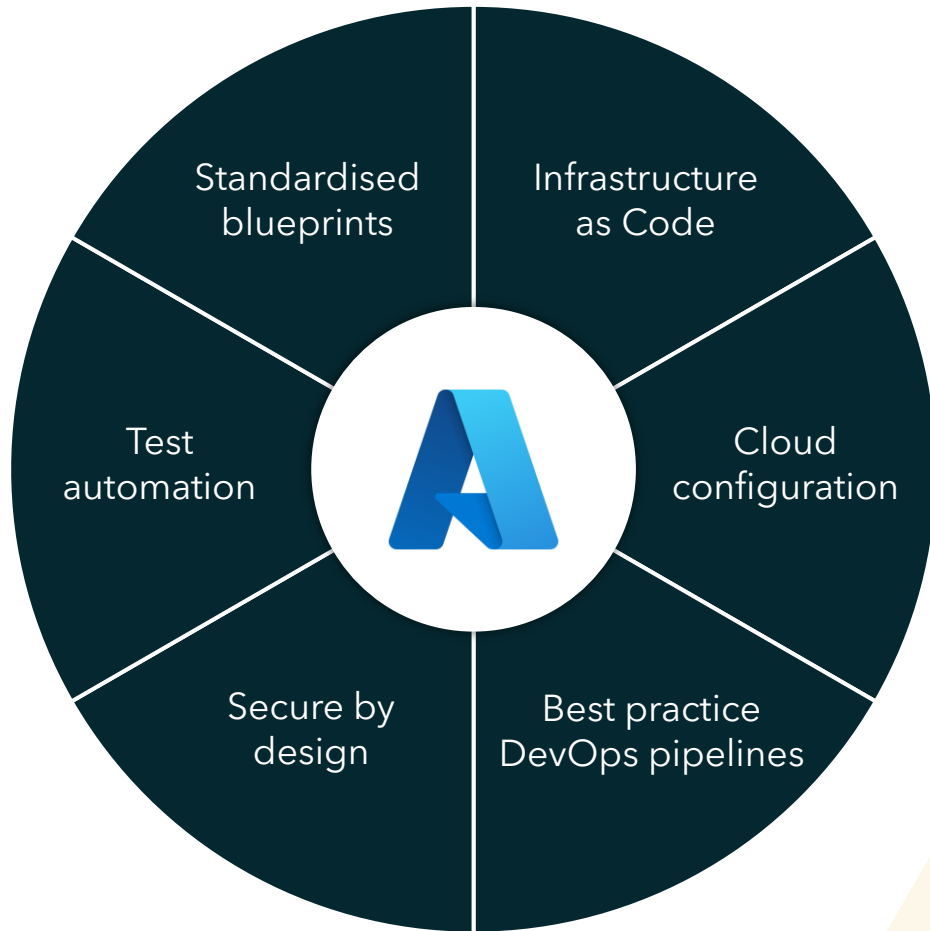 Standardised
blueprints
Infrastructure
as Code
Test
automation
Cloud
configuration
Secure by
design
Best practice
DevOps pipelines